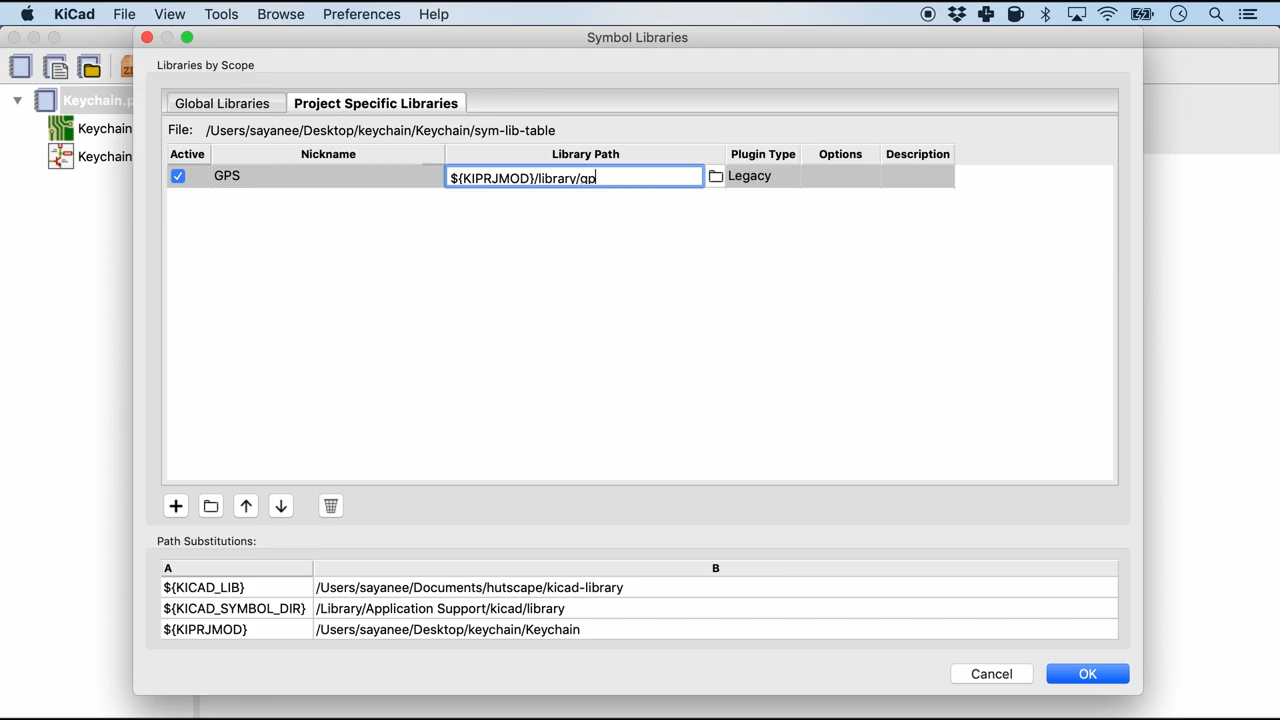 KiCad File View Tools Browse Preferences Help
Symbol Libraries
Libraries by Scope
Keychain.p
Keychain
Keychain
Global Libraries Project Specific Libraries
File: /Users/sayanee/Desktop/keychain/Keychain/sym-lib-table
Active Nickname Library Path Plugin Type Options Description
GPS ${KIPRJMOD}/library/gp Legacy
Path Substitutions:
A B
${KICAD_LIB} /Users/sayanee/Documents/hutscape/kicad-library
${KICAD_SYMBOL_DIR} /Library/Application Support/kicad/library
${KIPRJMOD} /Users/sayanee/Desktop/keychain/Keychain
Cancel OK